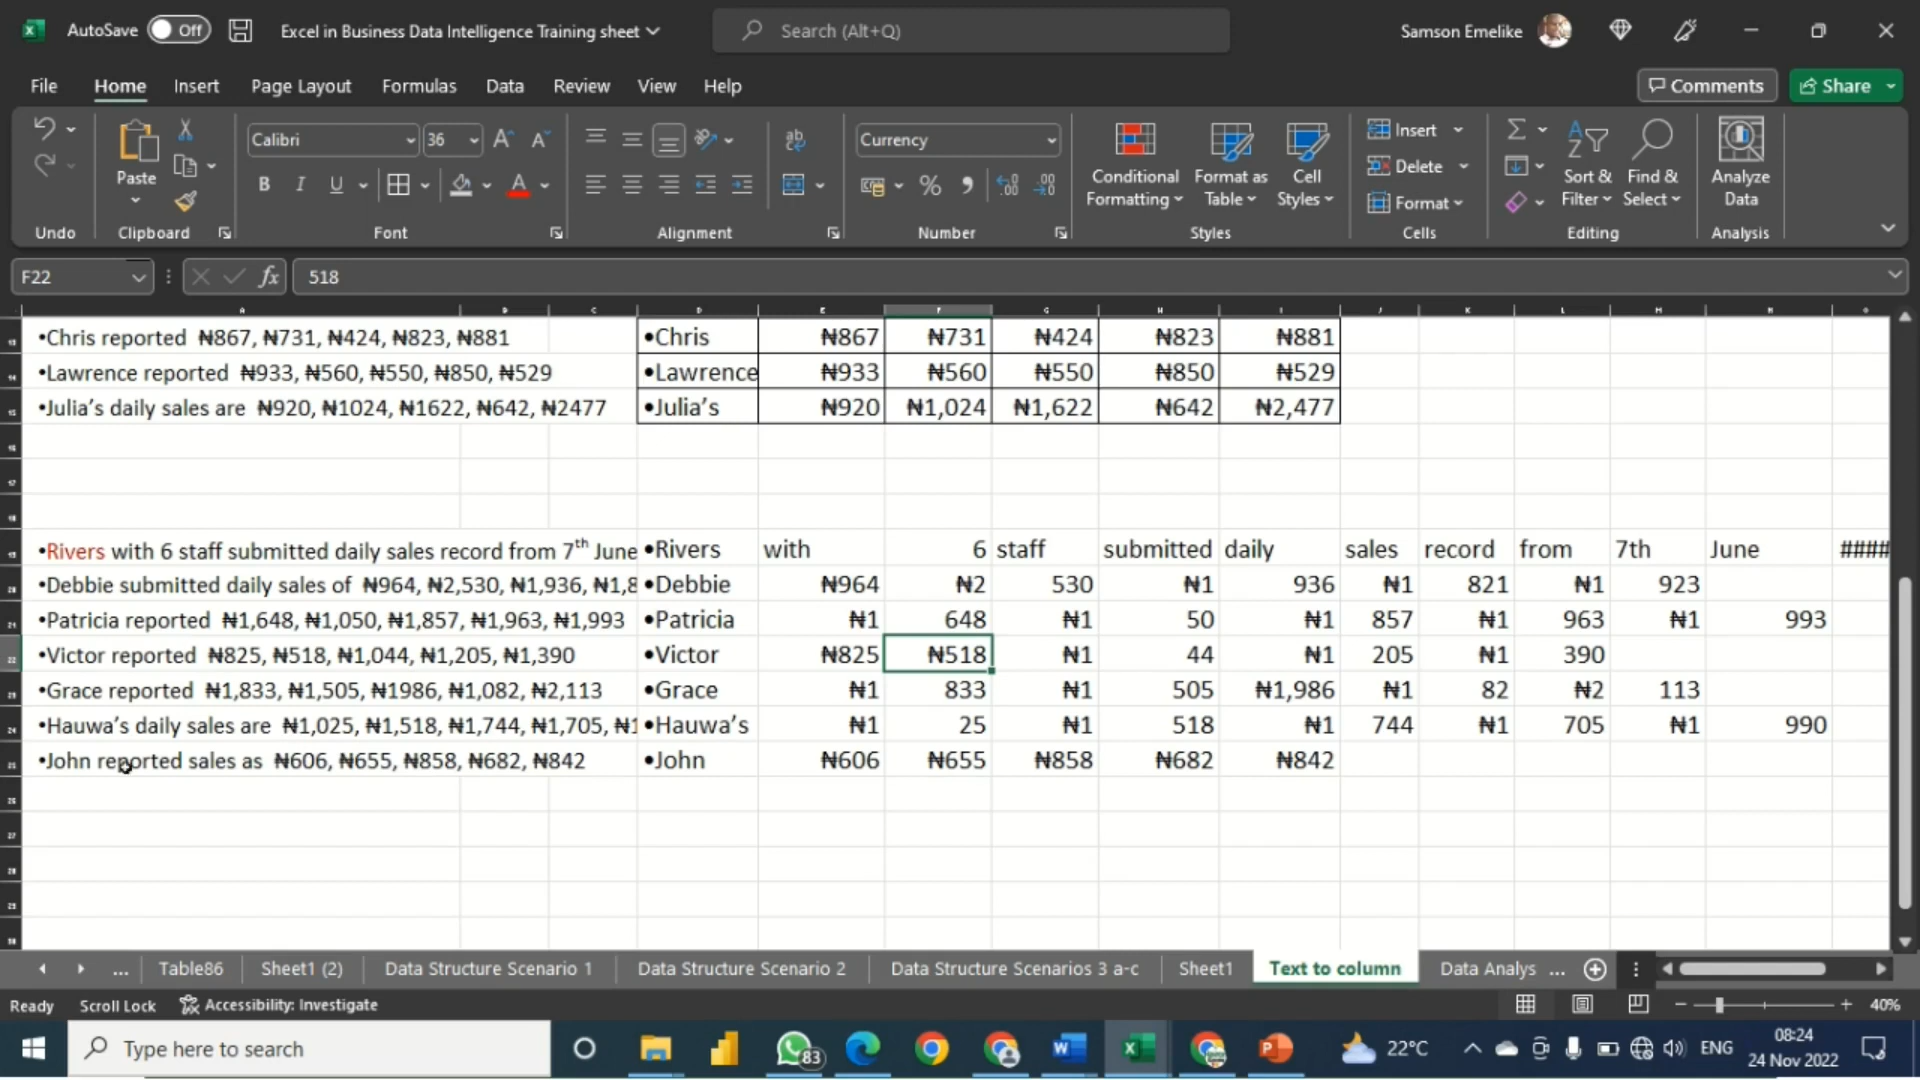 AutoSave Off Excel in Business Data Intelligence Training sheet Search (Alt+Q) Samson Emelike
File Home Insert Page Layout Formulas Data Review View Help Comments Share
Calibri 36 Currency Insert
Paste Conditional Formatting Format as Table Cell Styles Delete Sort & Filter Find & Select Analyze Data
Format
Undo Clipboard Font Alignment Number Styles Cells Editing Analysis
F22 fx 518
•Chris reported ₦867, ₦731, ₦424, ₦823, ₦881 •Chris ₦867 ₦731 ₦424 ₦823 ₦881
•Lawrence reported ₦933, ₦560, ₦550, ₦850, ₦529 •Lawrence ₦933 ₦560 ₦550 ₦850 ₦529
•Julia’s daily sales are ₦920, ₦1024, ₦1622, ₦642, ₦2477 •Julia’s ₦920 ₦1,024 ₦1,622 ₦642 ₦2,477
•Rivers with 6 staff submitted daily sales record from 7th June •Rivers with 6 staff submitted daily sales record from 7th June ####
•Debbie submitted daily sales of ₦964, ₦2,530, ₦1,936, ₦1,8 •Debbie ₦964 ₦2 530 ₦1 936 ₦1 821 ₦1 923
•Patricia reported ₦1,648, ₦1,050, ₦1,857, ₦1,963, ₦1,993 •Patricia ₦1 648 ₦1 50 ₦1 857 ₦1 963 ₦1 993
•Victor reported ₦825, ₦518, ₦1,044, ₦1,205, ₦1,390 •Victor ₦825 ₦518 ₦1 44 ₦1 205 ₦1 390
•Grace reported ₦1,833, ₦1,505, ₦1986, ₦1,082, ₦2,113 •Grace ₦1 833 ₦1 505 ₦1,986 ₦1 82 ₦2 113
•Hauwa’s daily sales are ₦1,025, ₦1,518, ₦1,744, ₦1,705, ₦1 •Hauwa’s ₦1 25 ₦1 518 ₦1 744 ₦1 705 ₦1 990
•John reported sales as ₦606, ₦655, ₦858, ₦682, ₦842 •John ₦606 ₦655 ₦858 ₦682 ₦842
... Table86 Sheet1 (2) Data Structure Scenario 1 Data Structure Scenario 2 Data Structure Scenarios 3 a-c Sheet1 Text to column Data Analys ...
Ready Scroll Lock Accessibility: Investigate 40%
Type here to search 83 22°C ENG 08:24
24 Nov 2022